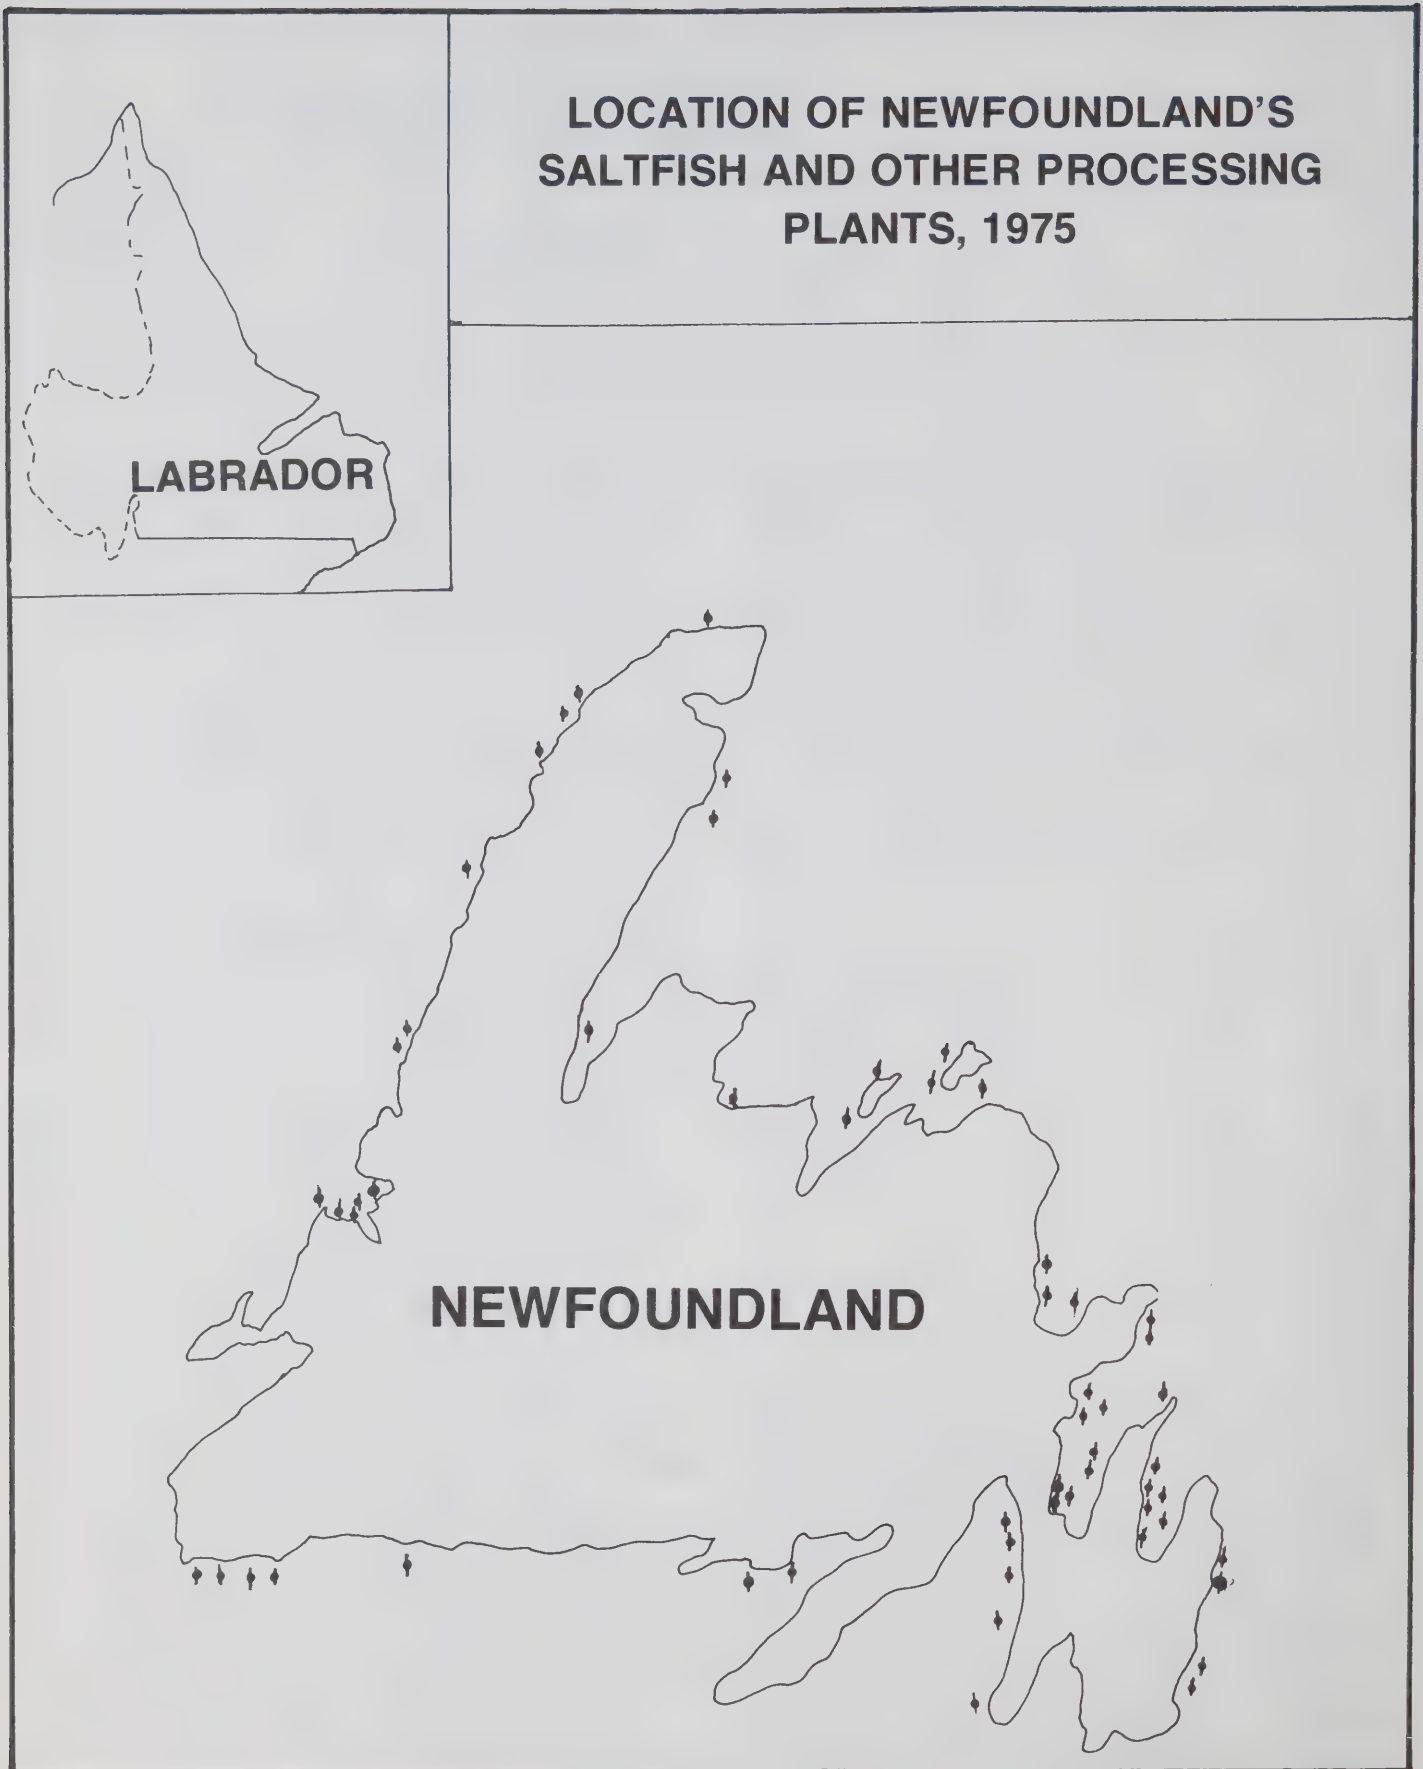 LOCATION OF NEWFOUNDLAND'S
SALTFISH AND OTHER PROCESSING
PLANTS, 1975
LABRADOR
NEWFOUNDLAND